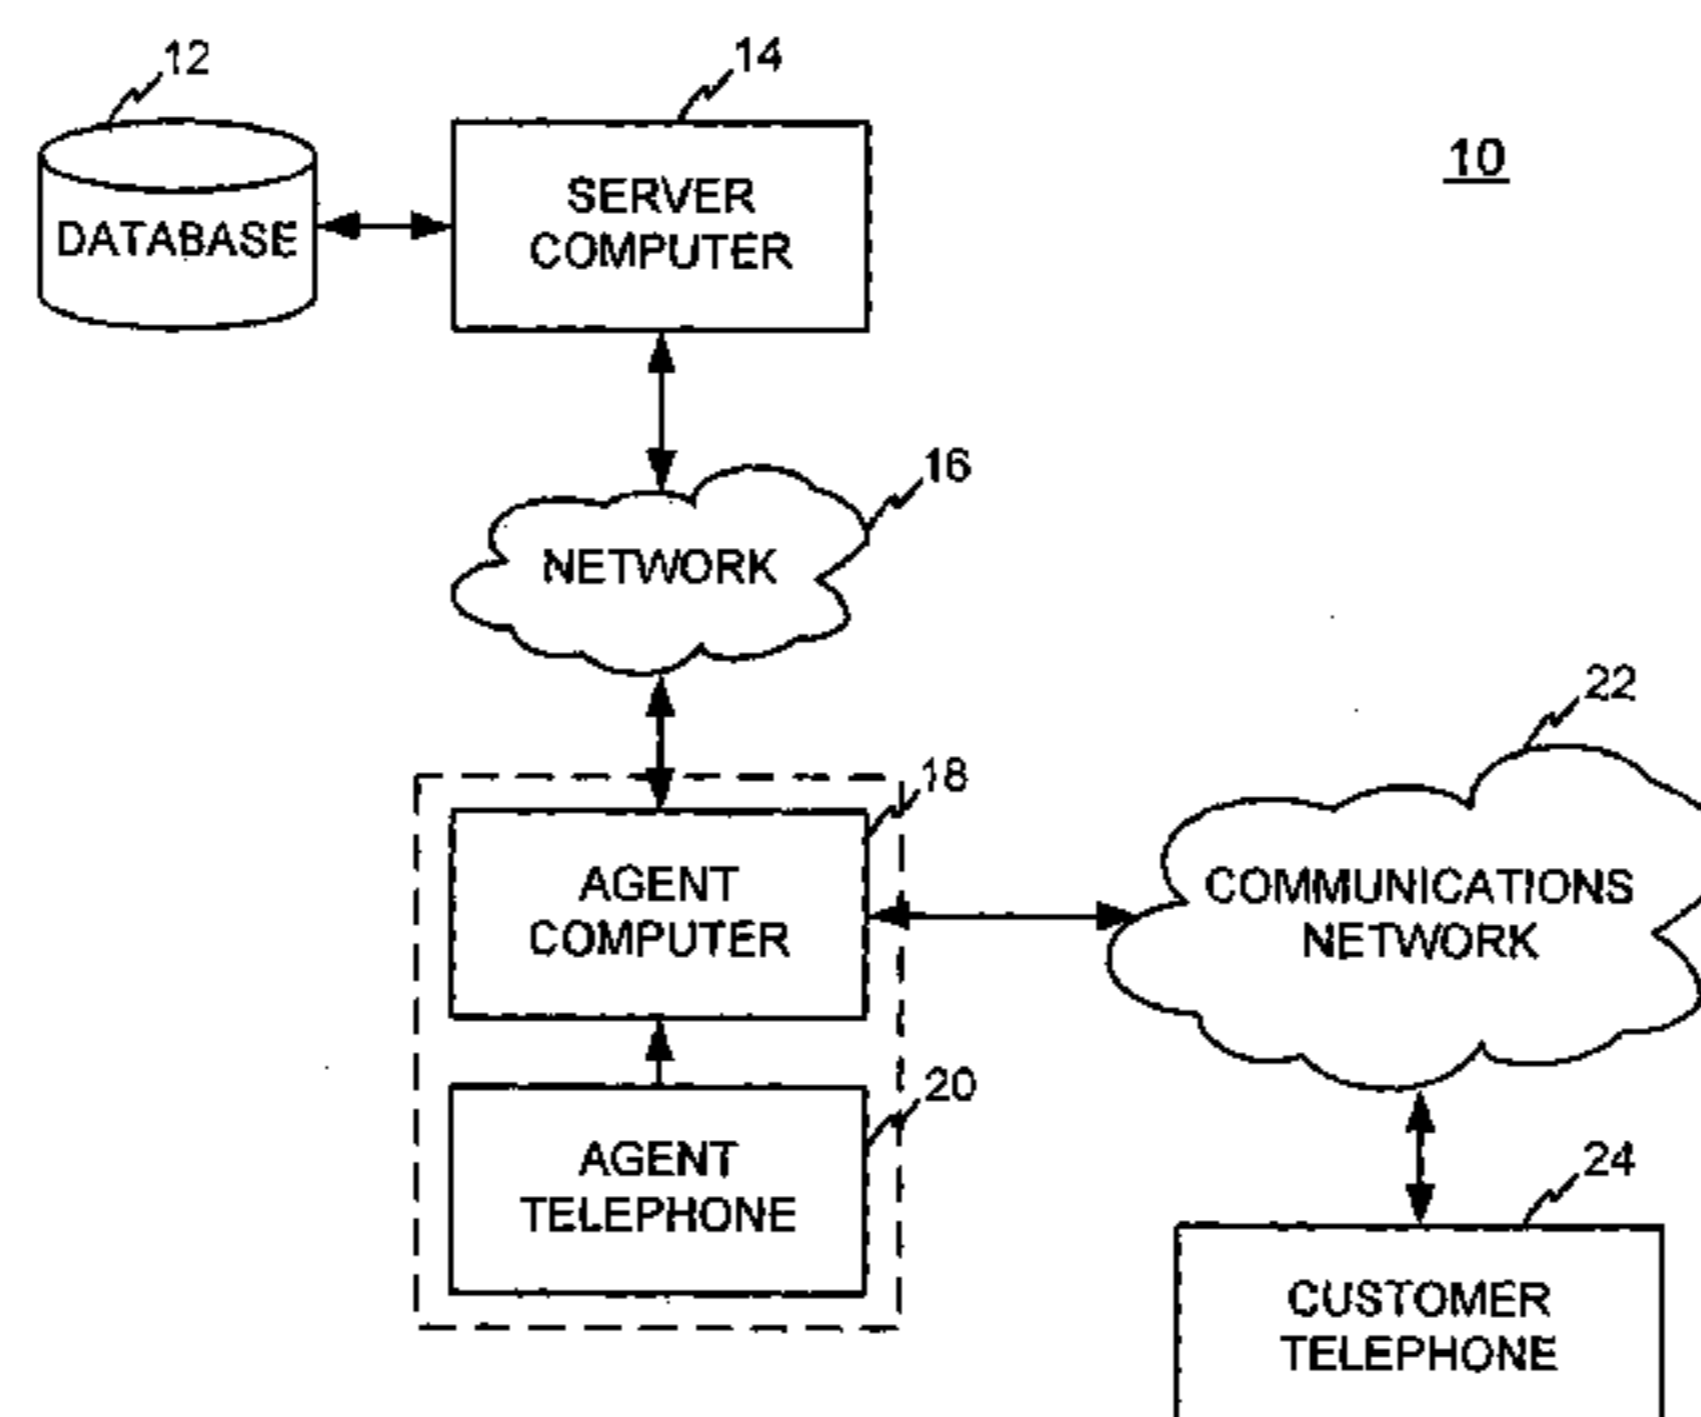 12
14
10
DATABASE
SERVER
COMPUTER
16
NETWORK
22
18
AGENT
COMPUTER
COMMUNICATIONS
NETWORK
20
AGENT
TELEPHONE
24
CUSTOMER
TELEPHONE